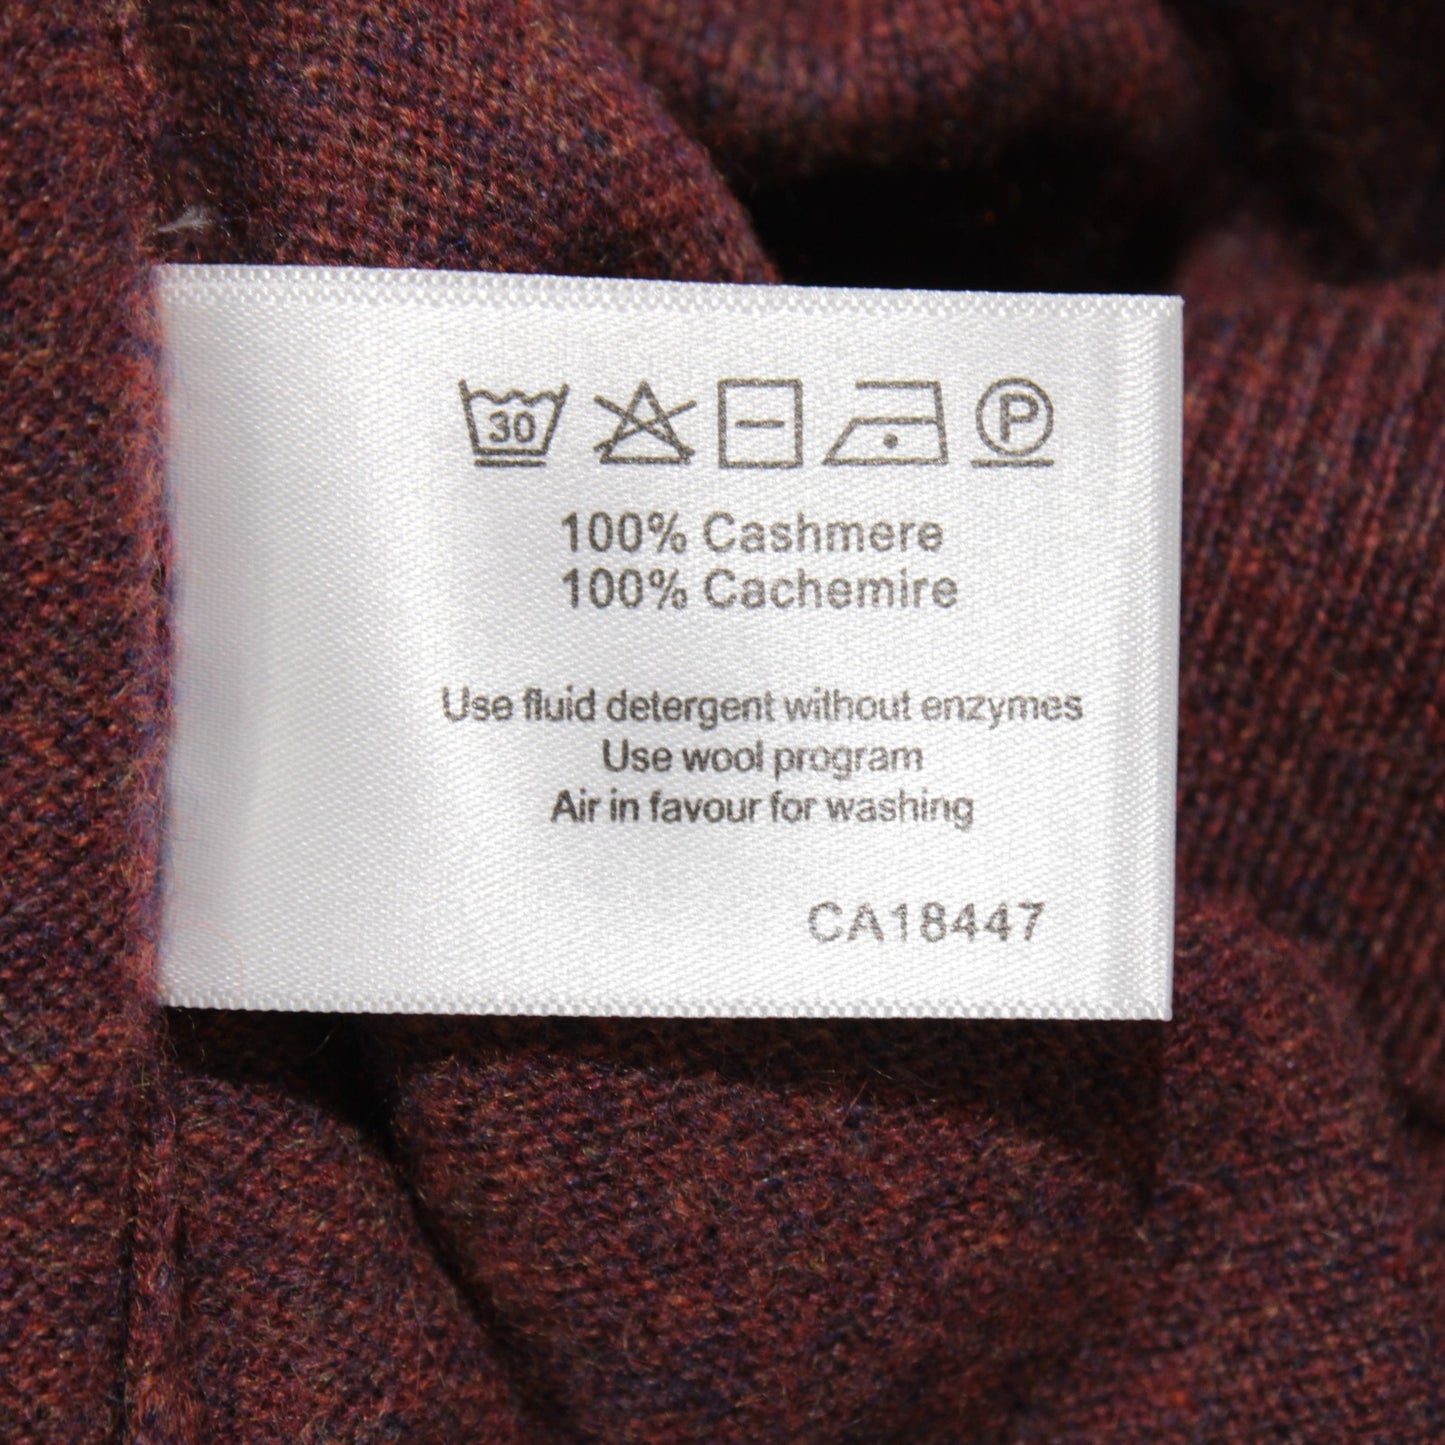 30 P
100% Cashmere
100% Cachemire
Use fluid detergent without enzymes
Use wool program
Air in favour for washing
CA18447